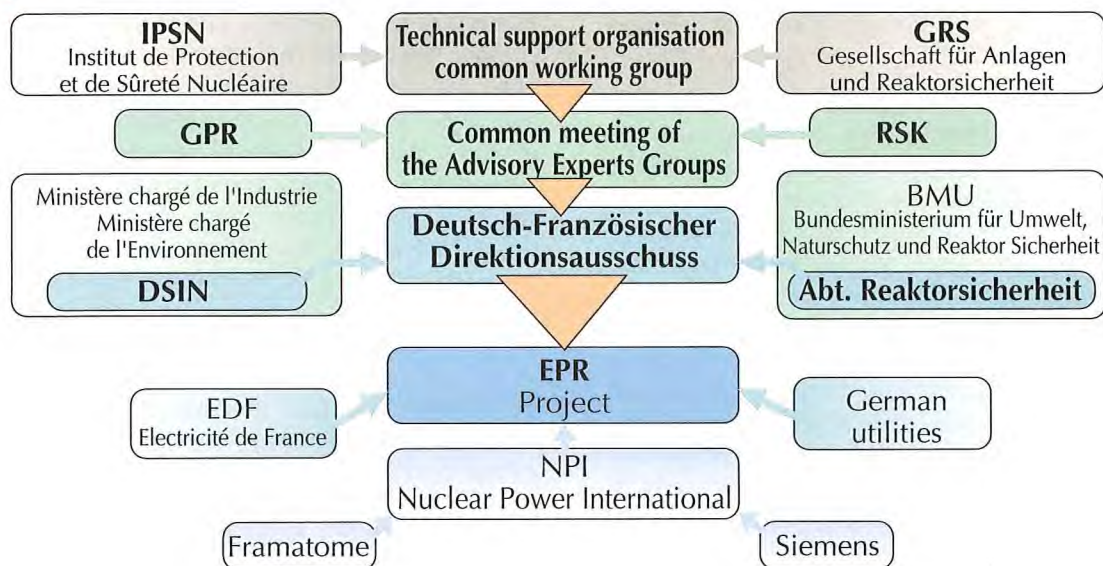 IPSN
Institut de Protection
et de Sûreté Nucléaire
Technical support organisation
common working group
GRS
Gesellschaft für Anlagen
und Reaktorsicherheit
GPR
Common meeting of
the Advisory Experts Groups
RSK
Ministère chargé de l'Industrie
Ministère chargé
de l'Environnement
DSIN
Deutsch-Französischer
Direktionsausschuss
BMU
Bundesministerium für Umwelt,
Naturschutz und Reaktor Sicherheit
Abt. Reaktorsicherheit
EPR
Project
EDF
Electricité de France
German
utilities
NPI
Nuclear Power International
Framatome
Siemens